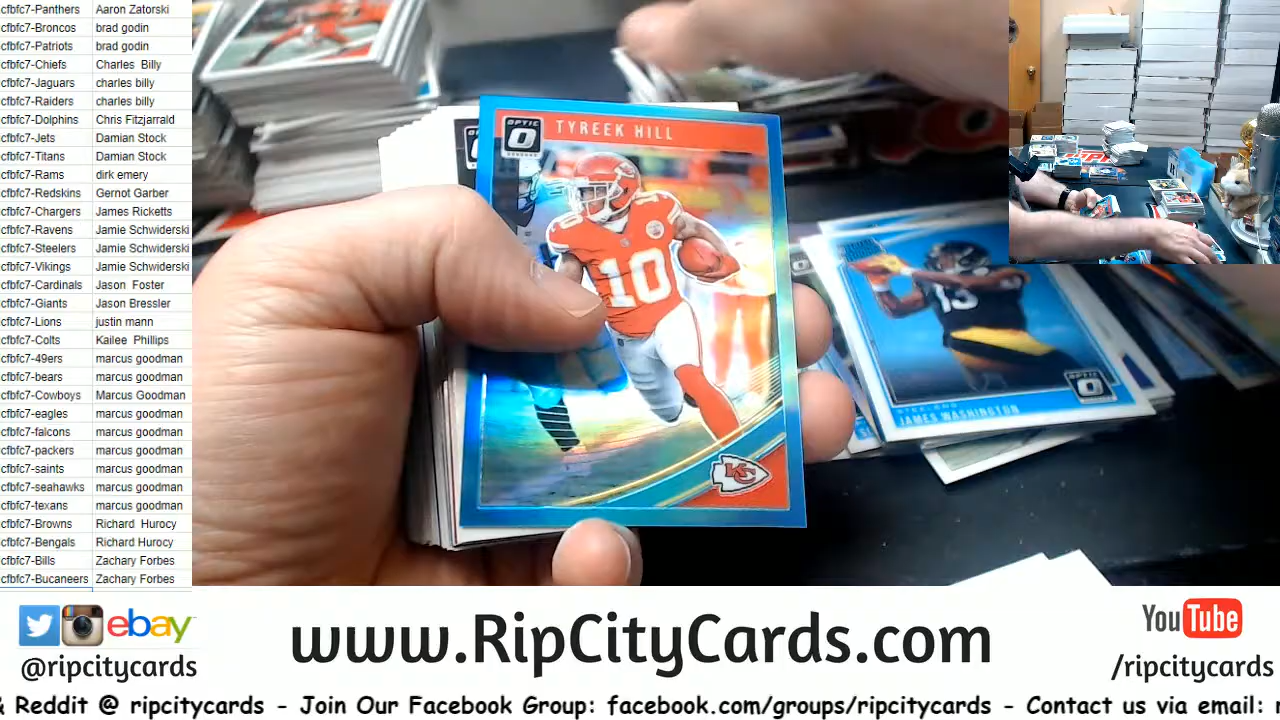 cfbfc7-Panthers Aaron Zatorski
cfbfc7-Broncos brad godin
cfbfc7-Patriots brad godin
cfbfc7-Chiefs Charles Billy
cfbfc7-Jaguars charles billy
cfbfc7-Raiders charles billy
cfbfc7-Dolphins Chris Fitzjarrald
cfbfc7-Jets Damian Stock
cfbfc7-Titans Damian Stock
cfbfc7-Rams dirk emery
cfbfc7-Redskins Gernot Garber
cfbfc7-Chargers James Ricketts
cfbfc7-Ravens Jamie Schwiderski
cfbfc7-Steelers Jamie Schwiderski
cfbfc7-Vikings Jamie Schwiderski
cfbfc7-Cardinals Jason Foster
cfbfc7-Giants Jason Bressler
cfbfc7-Lions justin mann
cfbfc7-Colts Kailee Phillips
cfbfc7-49ers marcus goodman
cfbfc7-bears marcus goodman
cfbfc7-Cowboys Marcus Goodman
cfbfc7-eagles marcus goodman
cfbfc7-falcons marcus goodman
cfbfc7-packers marcus goodman
cfbfc7-saints marcus goodman
cfbfc7-seahawks marcus goodman
cfbfc7-texans marcus goodman
cfbfc7-Browns Richard Hurocy
cfbfc7-Bengals Richard Hurocy
cfbfc7-Bills Zachary Forbes
cfbfc7-Bucaneers Zachary Forbes
OPTIC
TYREEK HILL
10
10
KC
13
OPTIC
JAMES WASHINGTON
ebay
@ripcitycards
www.RipCityCards.com
YouTube
/ripcitycards
& Reddit @ ripcitycards - Join Our Facebook Group: facebook.com/groups/ripcitycards - Contact us via email: